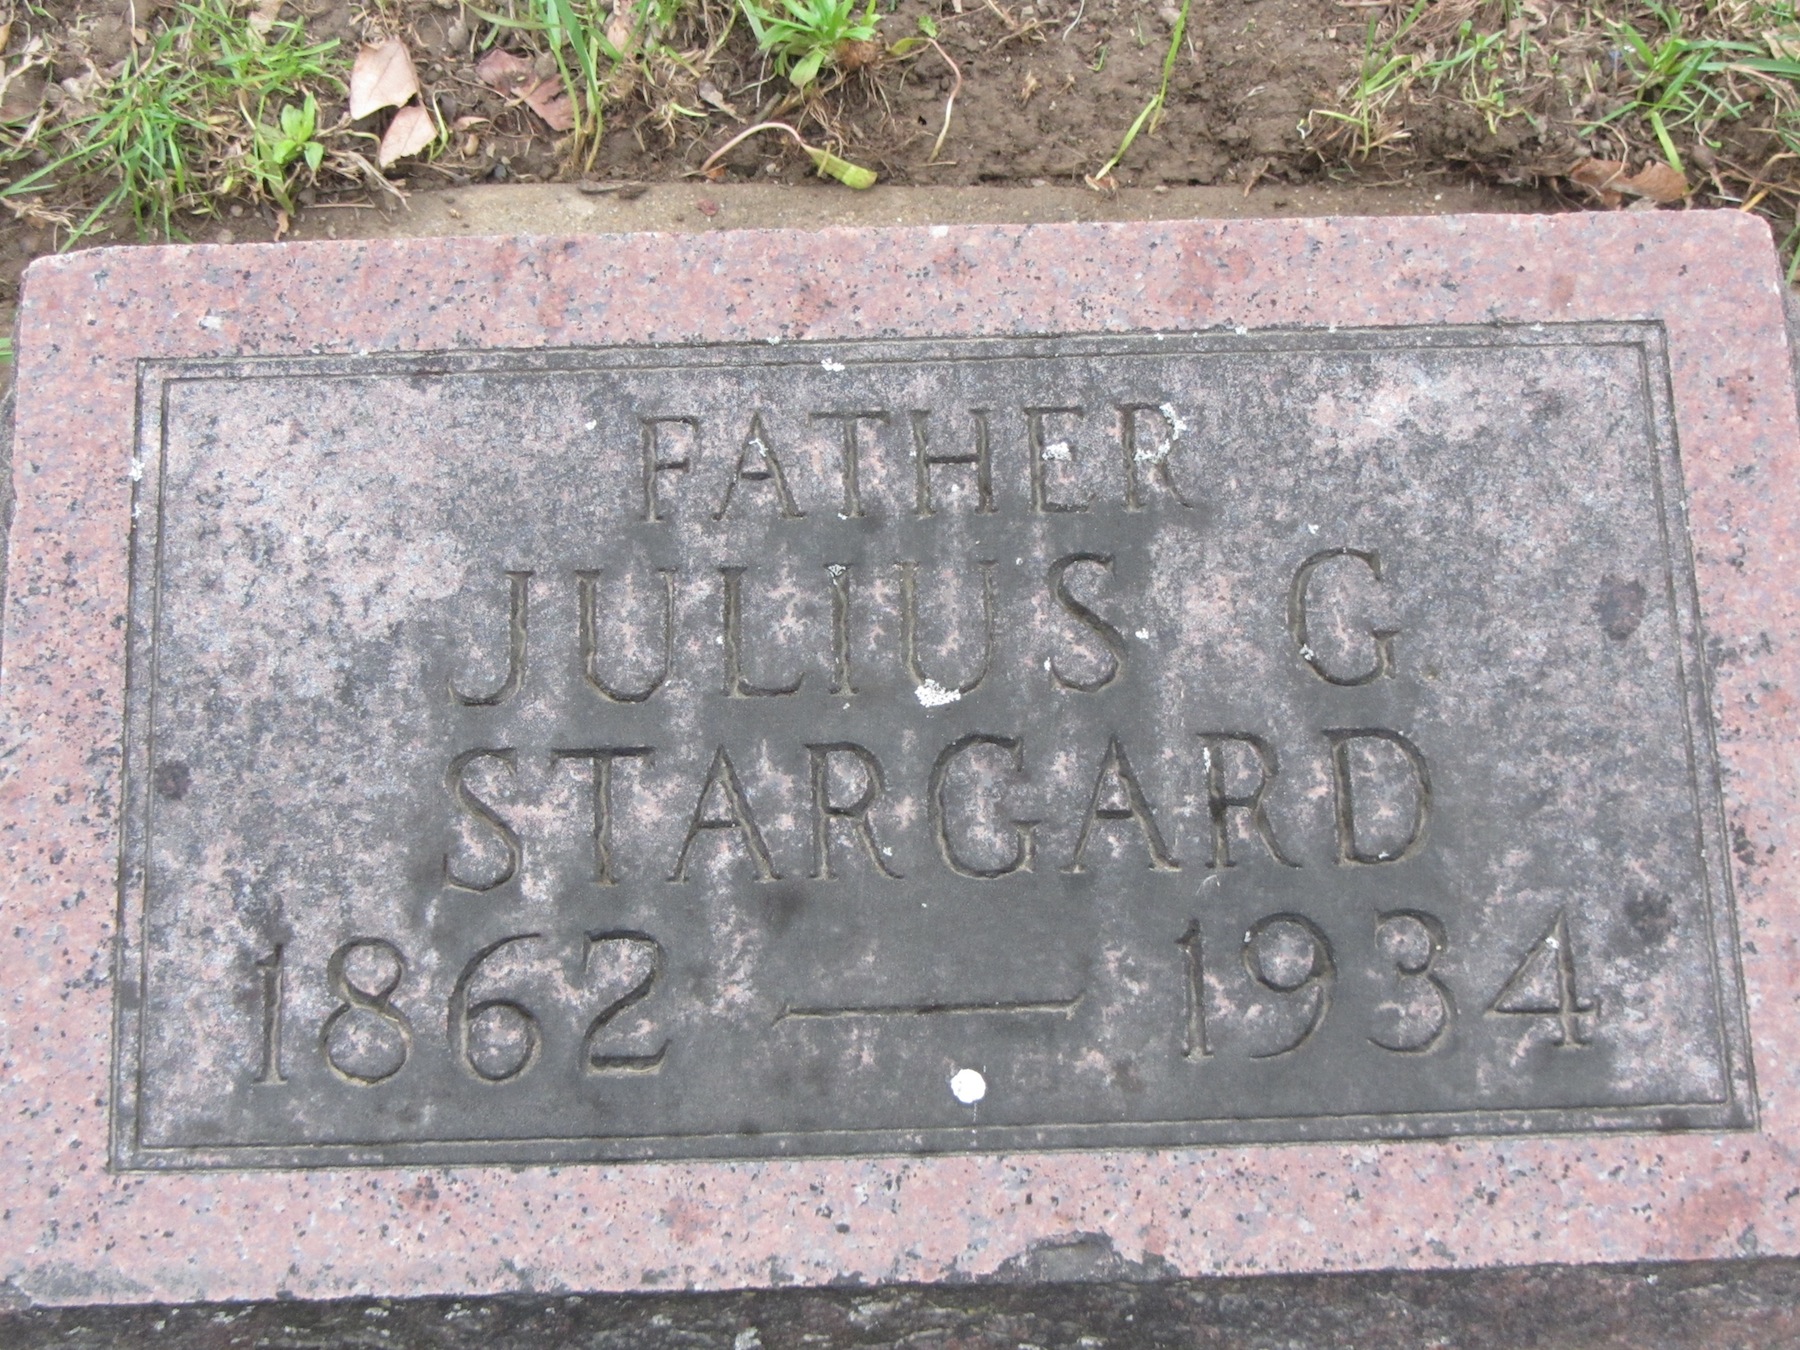 FATHER
JULIUS G.
STARGARD
1862 — 1934